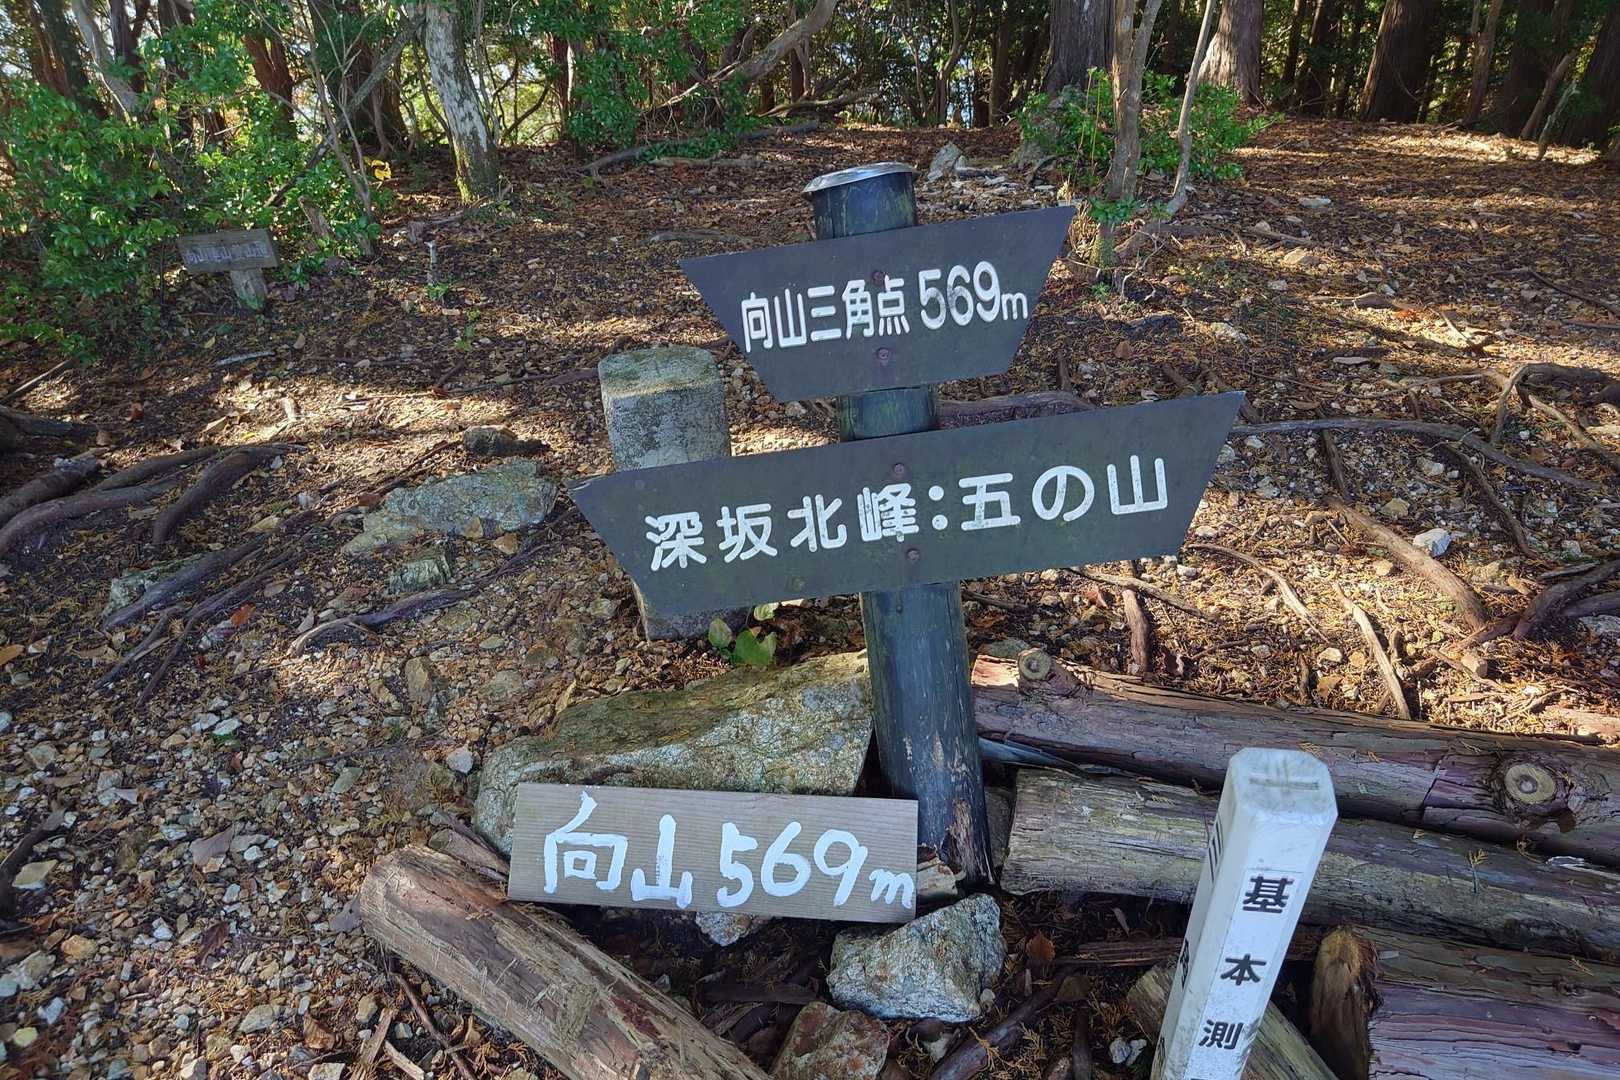 向山三角点 569m
深坂北峰:五の山
向山 569m
基本測